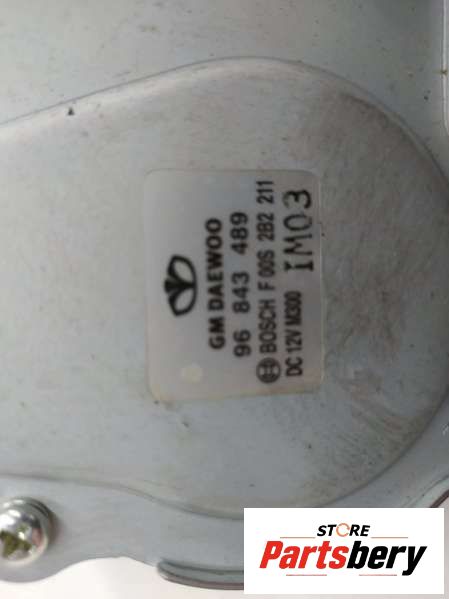 GM DAEWOO
96 843 489
BOSCH F 00S 2B2 211
DC 12V M300 IM03
STORE
Partsbery